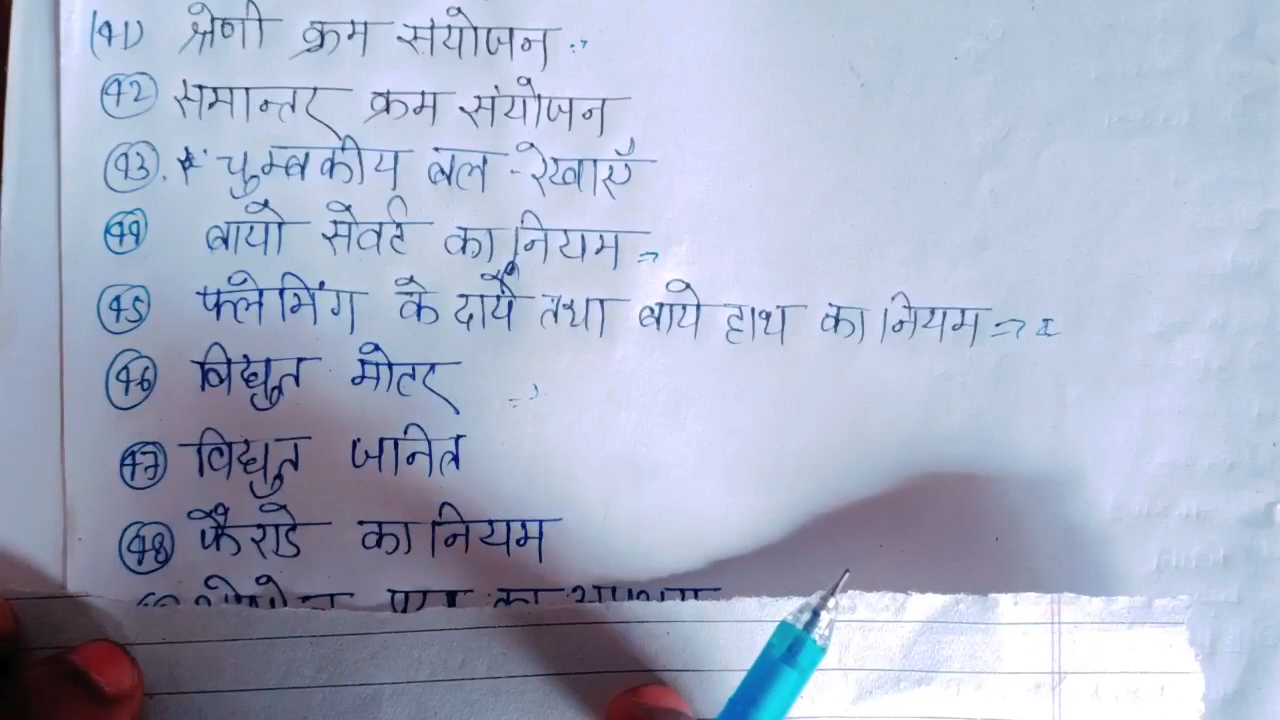 (41) श्रेणी क्रम संयोजन :-
(42) समान्तर क्रम संयोजन
(43). चुम्बकीय बल - रेखाएँ
(44) बायो सेवर्ट का नियम =>
(45) फ्लेमिंग के दायें तथा बाये हाथ का नियम =>
(46) विद्युत मोटर
(47) विद्युत जनित
(48) फैराडे का नियम